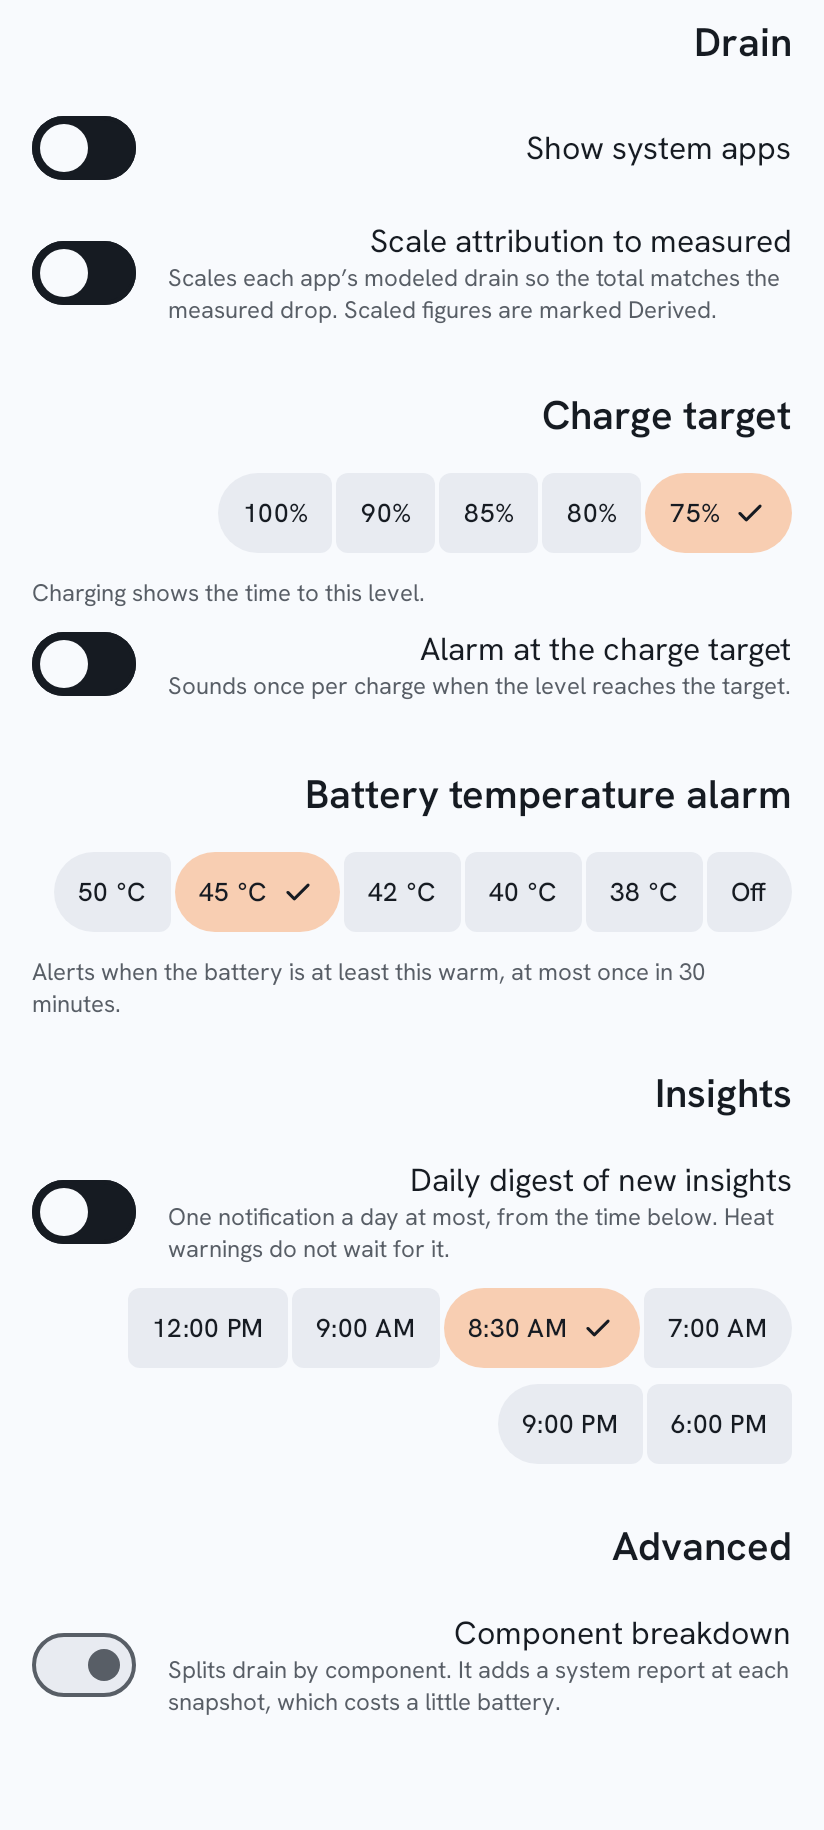 Drain
Show system apps
Scale attribution to measured
Scales each app’s modeled drain so the total matches the
measured drop. Scaled figures are marked Derived.
Charge target
100% 90% 85% 80% 75%
Charging shows the time to this level.
Alarm at the charge target
Sounds once per charge when the level reaches the target.
Battery temperature alarm
50 °C 45 °C 42 °C 40 °C 38 °C Off
Alerts when the battery is at least this warm, at most once in 30
minutes.
Insights
Daily digest of new insights
One notification a day at most, from the time below. Heat
warnings do not wait for it.
12:00 PM 9:00 AM 8:30 AM 7:00 AM
9:00 PM 6:00 PM
Advanced
Component breakdown
Splits drain by component. It adds a system report at each
snapshot, which costs a little battery.